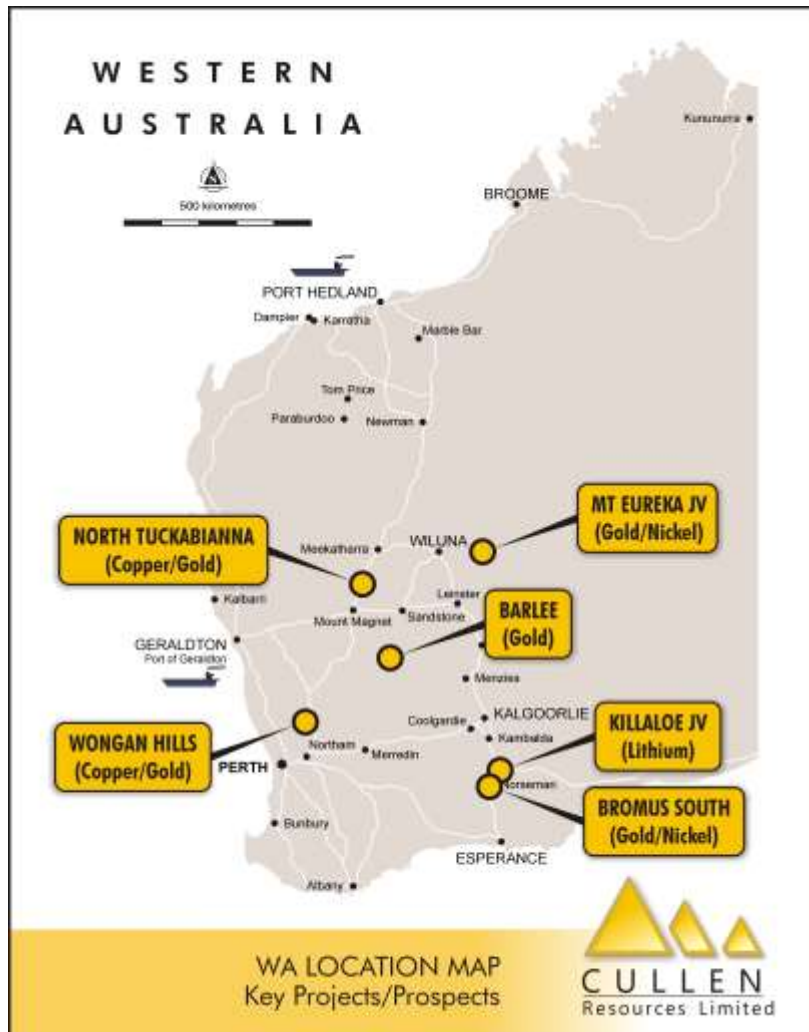 WESTERN
AUSTRALIA
500 kilometres
Kununurra
BROOME
PORT HEDLAND
Dampier
Karratha
Marble Bar
Tom Price
Paraburdoo
Newman
MT EUREKA JV
(Gold/Nickel)
NORTH TUCKABIANNA
(Copper/Gold)
Meekatharra
WILUNA
Kalbarri
Leinster
Mount Magnet
Sandstone
BARLEE
(Gold)
GERALDTON
Port of Geraldton
Menzies
KALGOORLIE
Coolgardie
Kambalda
KILLALOE JV
(Lithium)
WONGAN HILLS
(Copper/Gold)
Northam
Merredin
PERTH
Norseman
BROMUS SOUTH
(Gold/Nickel)
Bunbury
ESPERANCE
Albany
WA LOCATION MAP
Key Projects/Prospects
CULLEN
Resources Limited